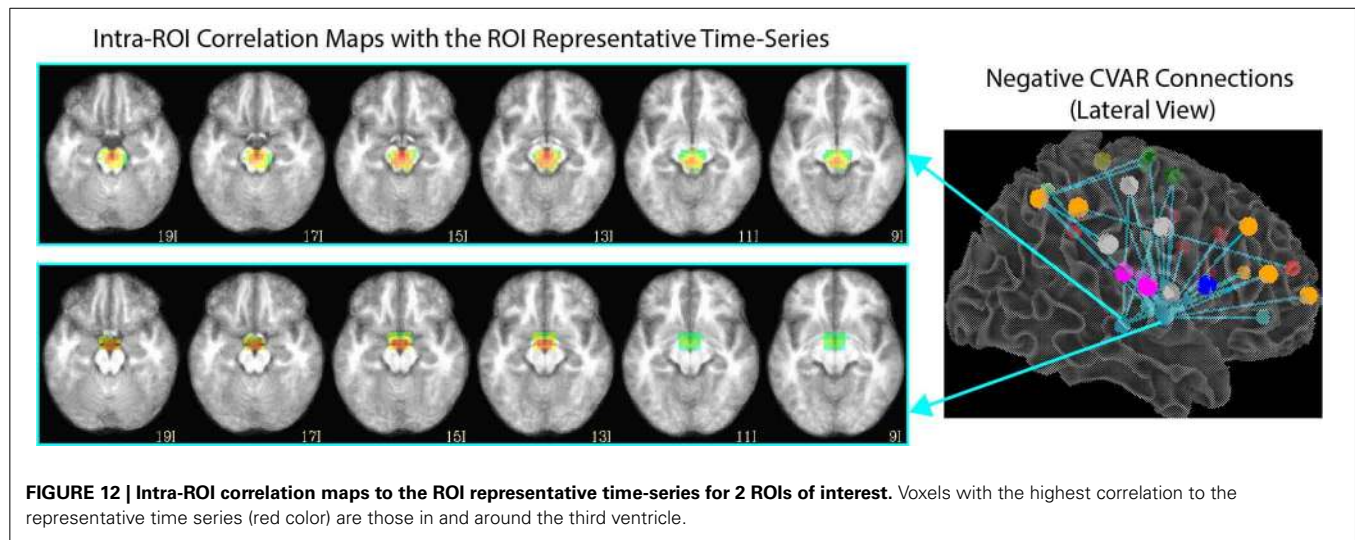 Intra-ROI Correlation Maps with the ROI Representative Time-Series
Negative CVAR Connections
(Lateral View)
19I 17I 15I 13I 11I 9I
19I 17I 15I 13I 11I 9I
FIGURE 12 | Intra-ROI correlation maps to the ROI representative time-series for 2 ROIs of interest. Voxels with the highest correlation to the
representative time series (red color) are those in and around the third ventricle.